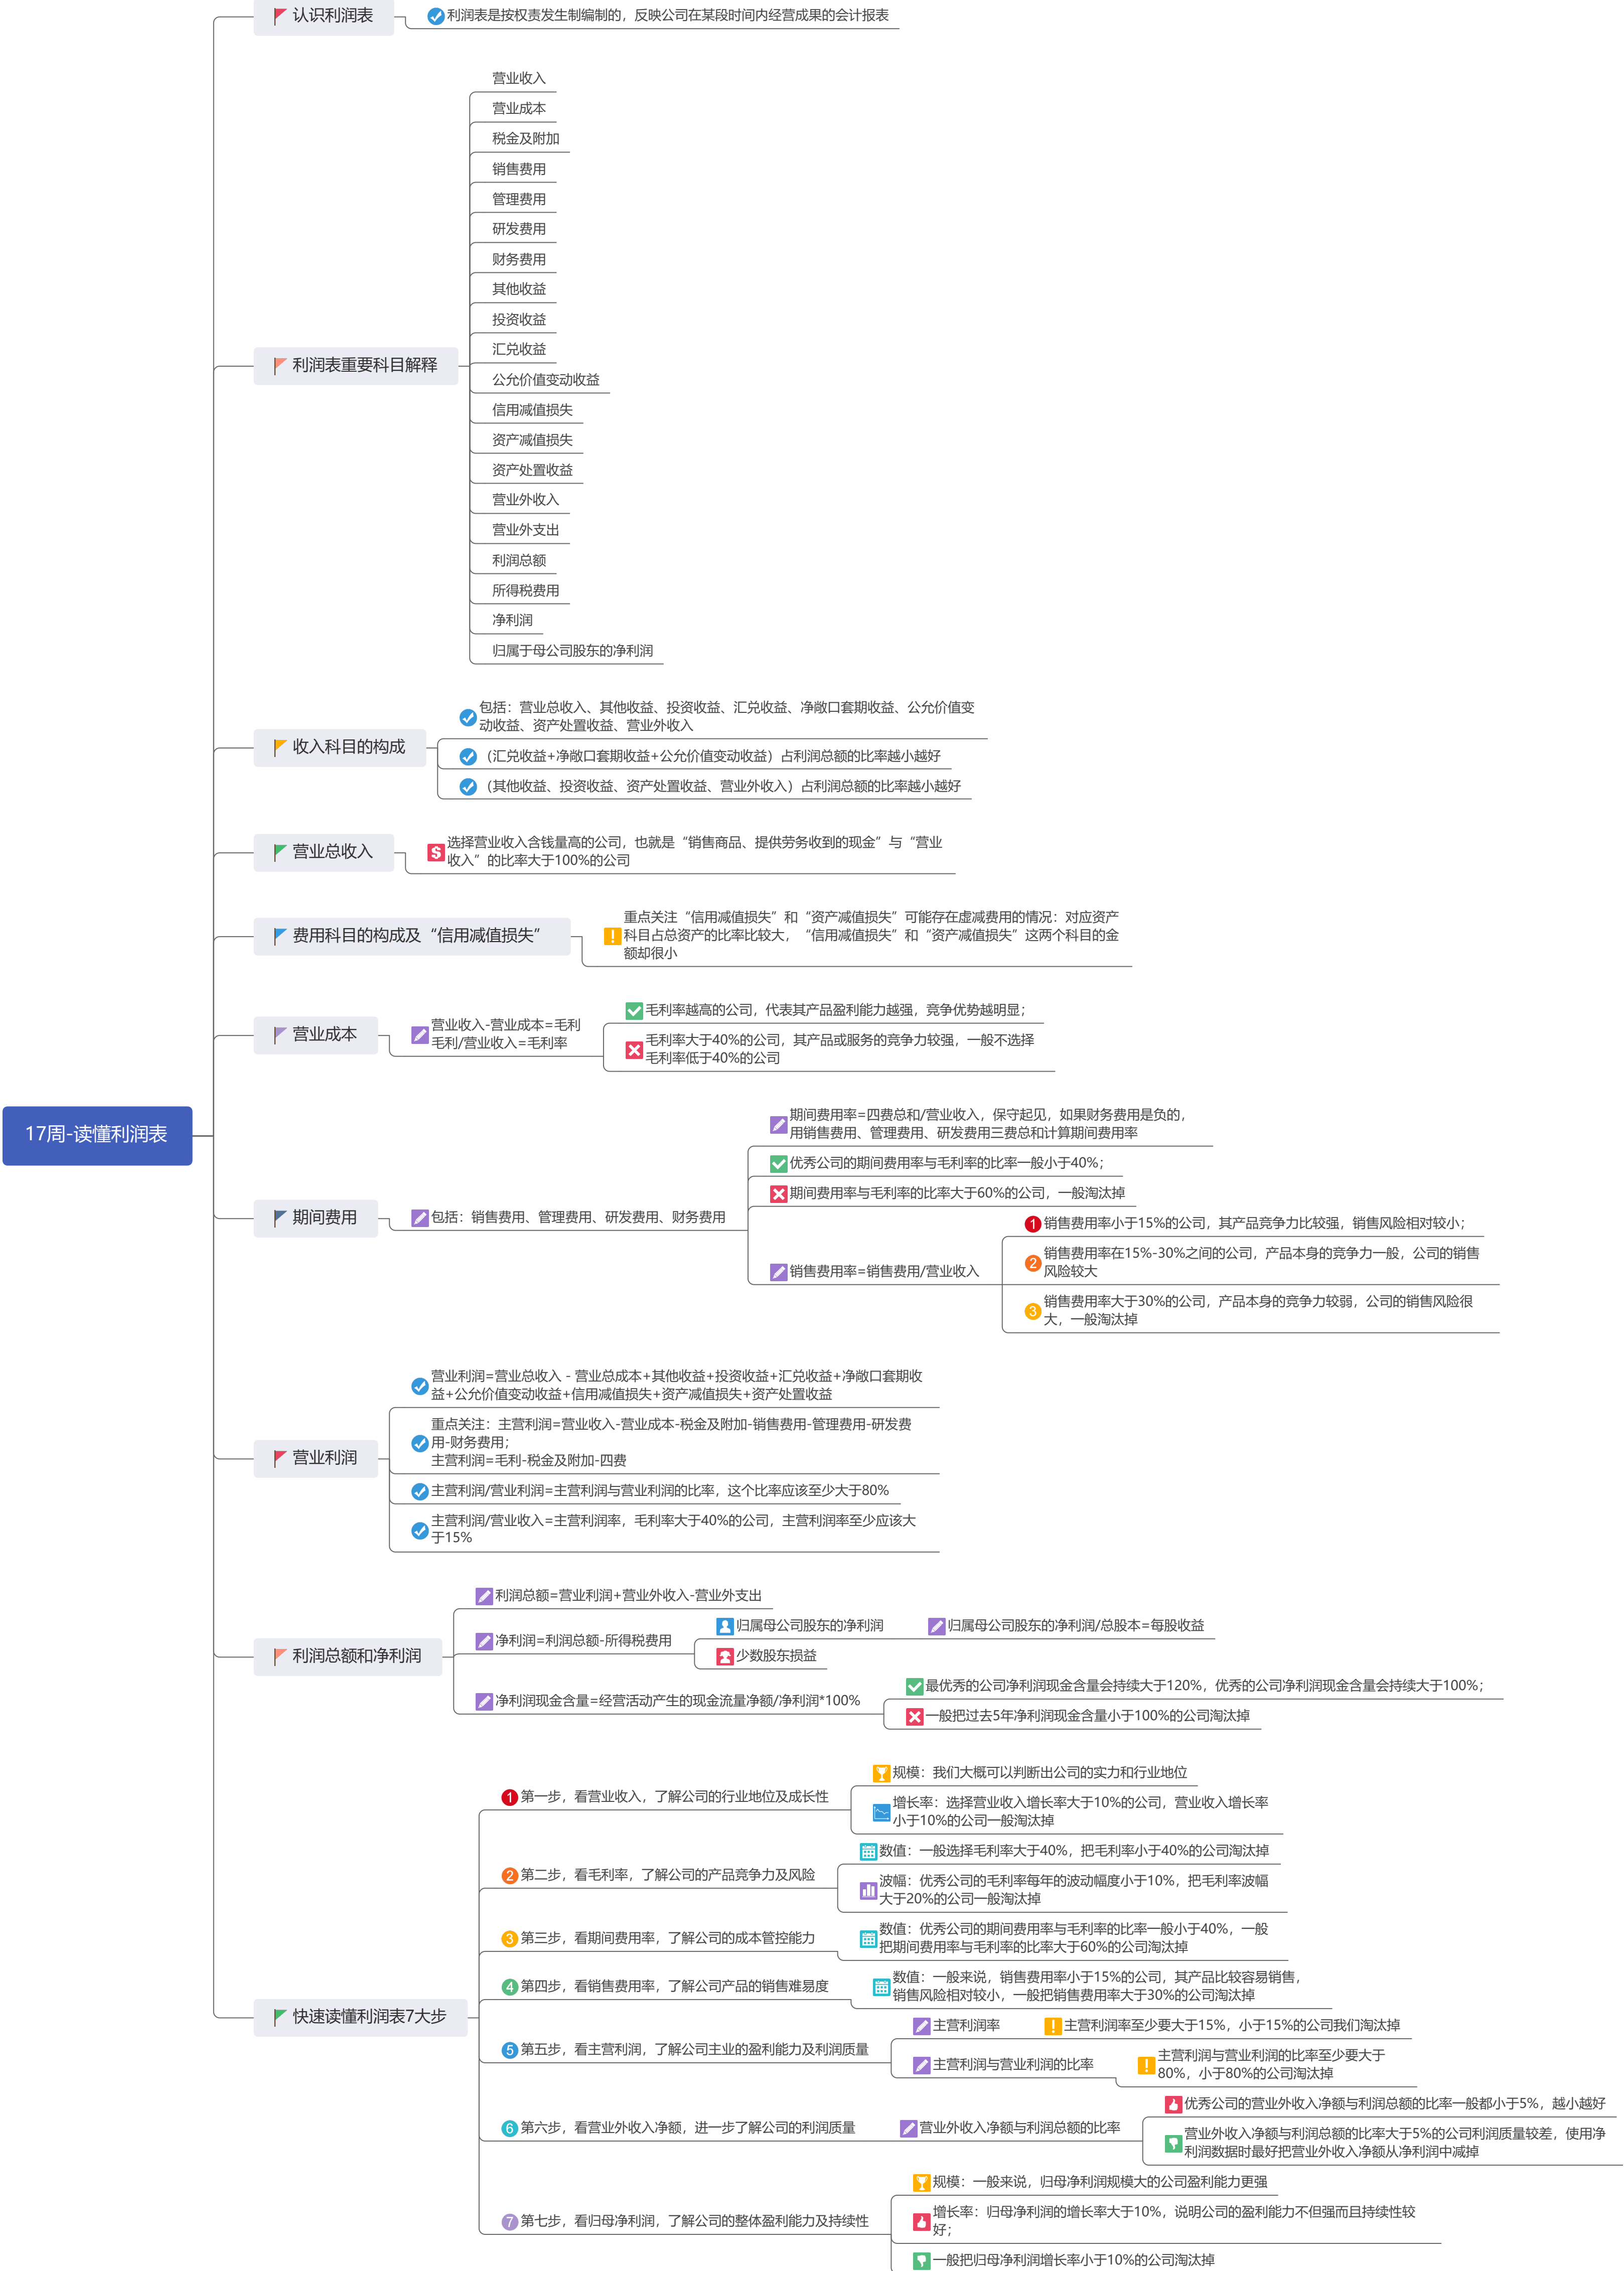 认识利润表
利润表是按权责发生制编制的，反映公司在某段时间内经营成果的会计报表
利润表重要科目解释
营业收入
营业成本
税金及附加
销售费用
管理费用
研发费用
财务费用
其他收益
投资收益
汇兑收益
公允价值变动收益
信用减值损失
资产减值损失
资产处置收益
营业外收入
营业外支出
利润总额
所得税费用
净利润
归属于母公司股东的净利润
收入科目的构成
包括：营业总收入、其他收益、投资收益、汇兑收益、净敞口套期收益、公允价值变
动收益、资产处置收益、营业外收入
（汇兑收益+净敞口套期收益+公允价值变动收益）占利润总额的比率越小越好
（其他收益、投资收益、资产处置收益、营业外收入）占利润总额的比率越小越好
营业总收入
选择营业收入含钱量高的公司，也就是“销售商品、提供劳务收到的现金”与“营业
收入”的比率大于100%的公司
费用科目的构成及“信用减值损失”
重点关注“信用减值损失”和“资产减值损失”可能存在虚减费用的情况：对应资产
科目占总资产的比率比较大，“信用减值损失”和“资产减值损失”这两个科目的金
额却很小
营业成本
营业收入-营业成本=毛利
毛利/营业收入=毛利率
毛利率越高的公司，代表其产品盈利能力越强，竞争优势越明显；
毛利率大于40%的公司，其产品或服务的竞争力较强，一般不选择
毛利率低于40%的公司
17周-读懂利润表
期间费用
包括：销售费用、管理费用、研发费用、财务费用
期间费用率=四费总和/营业收入，保守起见，如果财务费用是负的，
用销售费用、管理费用、研发费用三费总和计算期间费用率
优秀公司的期间费用率与毛利率的比率一般小于40%；
期间费用率与毛利率的比率大于60%的公司，一般淘汰掉
销售费用率=销售费用/营业收入
1 销售费用率小于15%的公司，其产品竞争力比较强，销售风险相对较小；
2 销售费用率在15%-30%之间的公司，产品本身的竞争力一般，公司的销售
风险较大
3 销售费用率大于30%的公司，产品本身的竞争力较弱，公司的销售风险很
大，一般淘汰掉
营业利润
营业利润=营业总收入 - 营业总成本+其他收益+投资收益+汇兑收益+净敞口套期收
益+公允价值变动收益+信用减值损失+资产减值损失+资产处置收益
重点关注：主营利润=营业收入-营业成本-税金及附加-销售费用-管理费用-研发费
用-财务费用；
主营利润=毛利-税金及附加-四费
主营利润/营业利润=主营利润与营业利润的比率，这个比率应该至少大于80%
主营利润/营业收入=主营利润率，毛利率大于40%的公司，主营利润率至少应该大
于15%
利润总额和净利润
利润总额=营业利润+营业外收入-营业外支出
净利润=利润总额-所得税费用
归属母公司股东的净利润
归属母公司股东的净利润/总股本=每股收益
少数股东损益
净利润现金含量=经营活动产生的现金流量净额/净利润*100%
最优秀的公司净利润现金含量会持续大于120%，优秀的公司净利润现金含量会持续大于100%；
一般把过去5年净利润现金含量小于100%的公司淘汰掉
快速读懂利润表7大步
1 第一步，看营业收入，了解公司的行业地位及成长性
规模：我们大概可以判断出公司的实力和行业地位
增长率：选择营业收入增长率大于10%的公司，营业收入增长率
小于10%的公司一般淘汰掉
2 第二步，看毛利率，了解公司的产品竞争力及风险
数值：一般选择毛利率大于40%，把毛利率小于40%的公司淘汰掉
波幅：优秀公司的毛利率每年的波动幅度小于10%，把毛利率波幅
大于20%的公司一般淘汰掉
3 第三步，看期间费用率，了解公司的成本管控能力
数值：优秀公司的期间费用率与毛利率的比率一般小于40%，一般
把期间费用率与毛利率的比率大于60%的公司淘汰掉
4 第四步，看销售费用率，了解公司产品的销售难易度
数值：一般来说，销售费用率小于15%的公司，其产品比较容易销售，
销售风险相对较小，一般把销售费用率大于30%的公司淘汰掉
5 第五步，看主营利润，了解公司主业的盈利能力及利润质量
主营利润率
主营利润率至少要大于15%，小于15%的公司我们淘汰掉
主营利润与营业利润的比率
主营利润与营业利润的比率至少要大于
80%，小于80%的公司淘汰掉
6 第六步，看营业外收入净额，进一步了解公司的利润质量
营业外收入净额与利润总额的比率
优秀公司的营业外收入净额与利润总额的比率一般都小于5%，越小越好
营业外收入净额与利润总额的比率大于5%的公司利润质量较差，使用净
利润数据时最好把营业外收入净额从净利润中减掉
7 第七步，看归母净利润，了解公司的整体盈利能力及持续性
规模：一般来说，归母净利润规模大的公司盈利能力更强
增长率：归母净利润的增长率大于10%，说明公司的盈利能力不但强而且持续性较
好；
一般把归母净利润增长率小于10%的公司淘汰掉